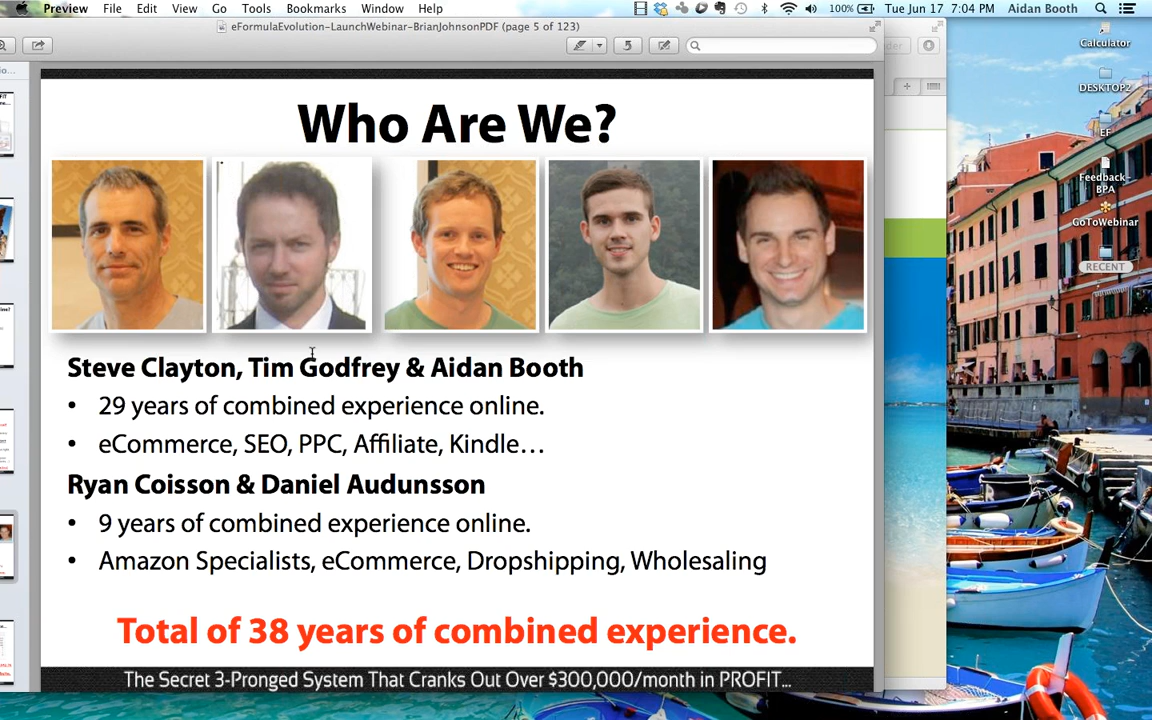 Preview File Edit View Go Tools Bookmarks Window Help 100% Tue Jun 17 7:04 PM Aidan Booth
eFormulaEvolution-LaunchWebinar-BrianJohnsonPDF (page 5 of 123)
Who Are We?
Steve Clayton, Tim Godfrey & Aidan Booth
• 29 years of combined experience online.
• eCommerce, SEO, PPC, Affiliate, Kindle…
Ryan Coisson & Daniel Audunsson
• 9 years of combined experience online.
• Amazon Specialists, eCommerce, Dropshipping, Wholesaling
Total of 38 years of combined experience.
The Secret 3-Pronged System That Cranks Out Over $300,000/month in PROFIT...
Calculator
DESKTOP2
EF
Feedback-
BPA
GoToWebinar
RECENT